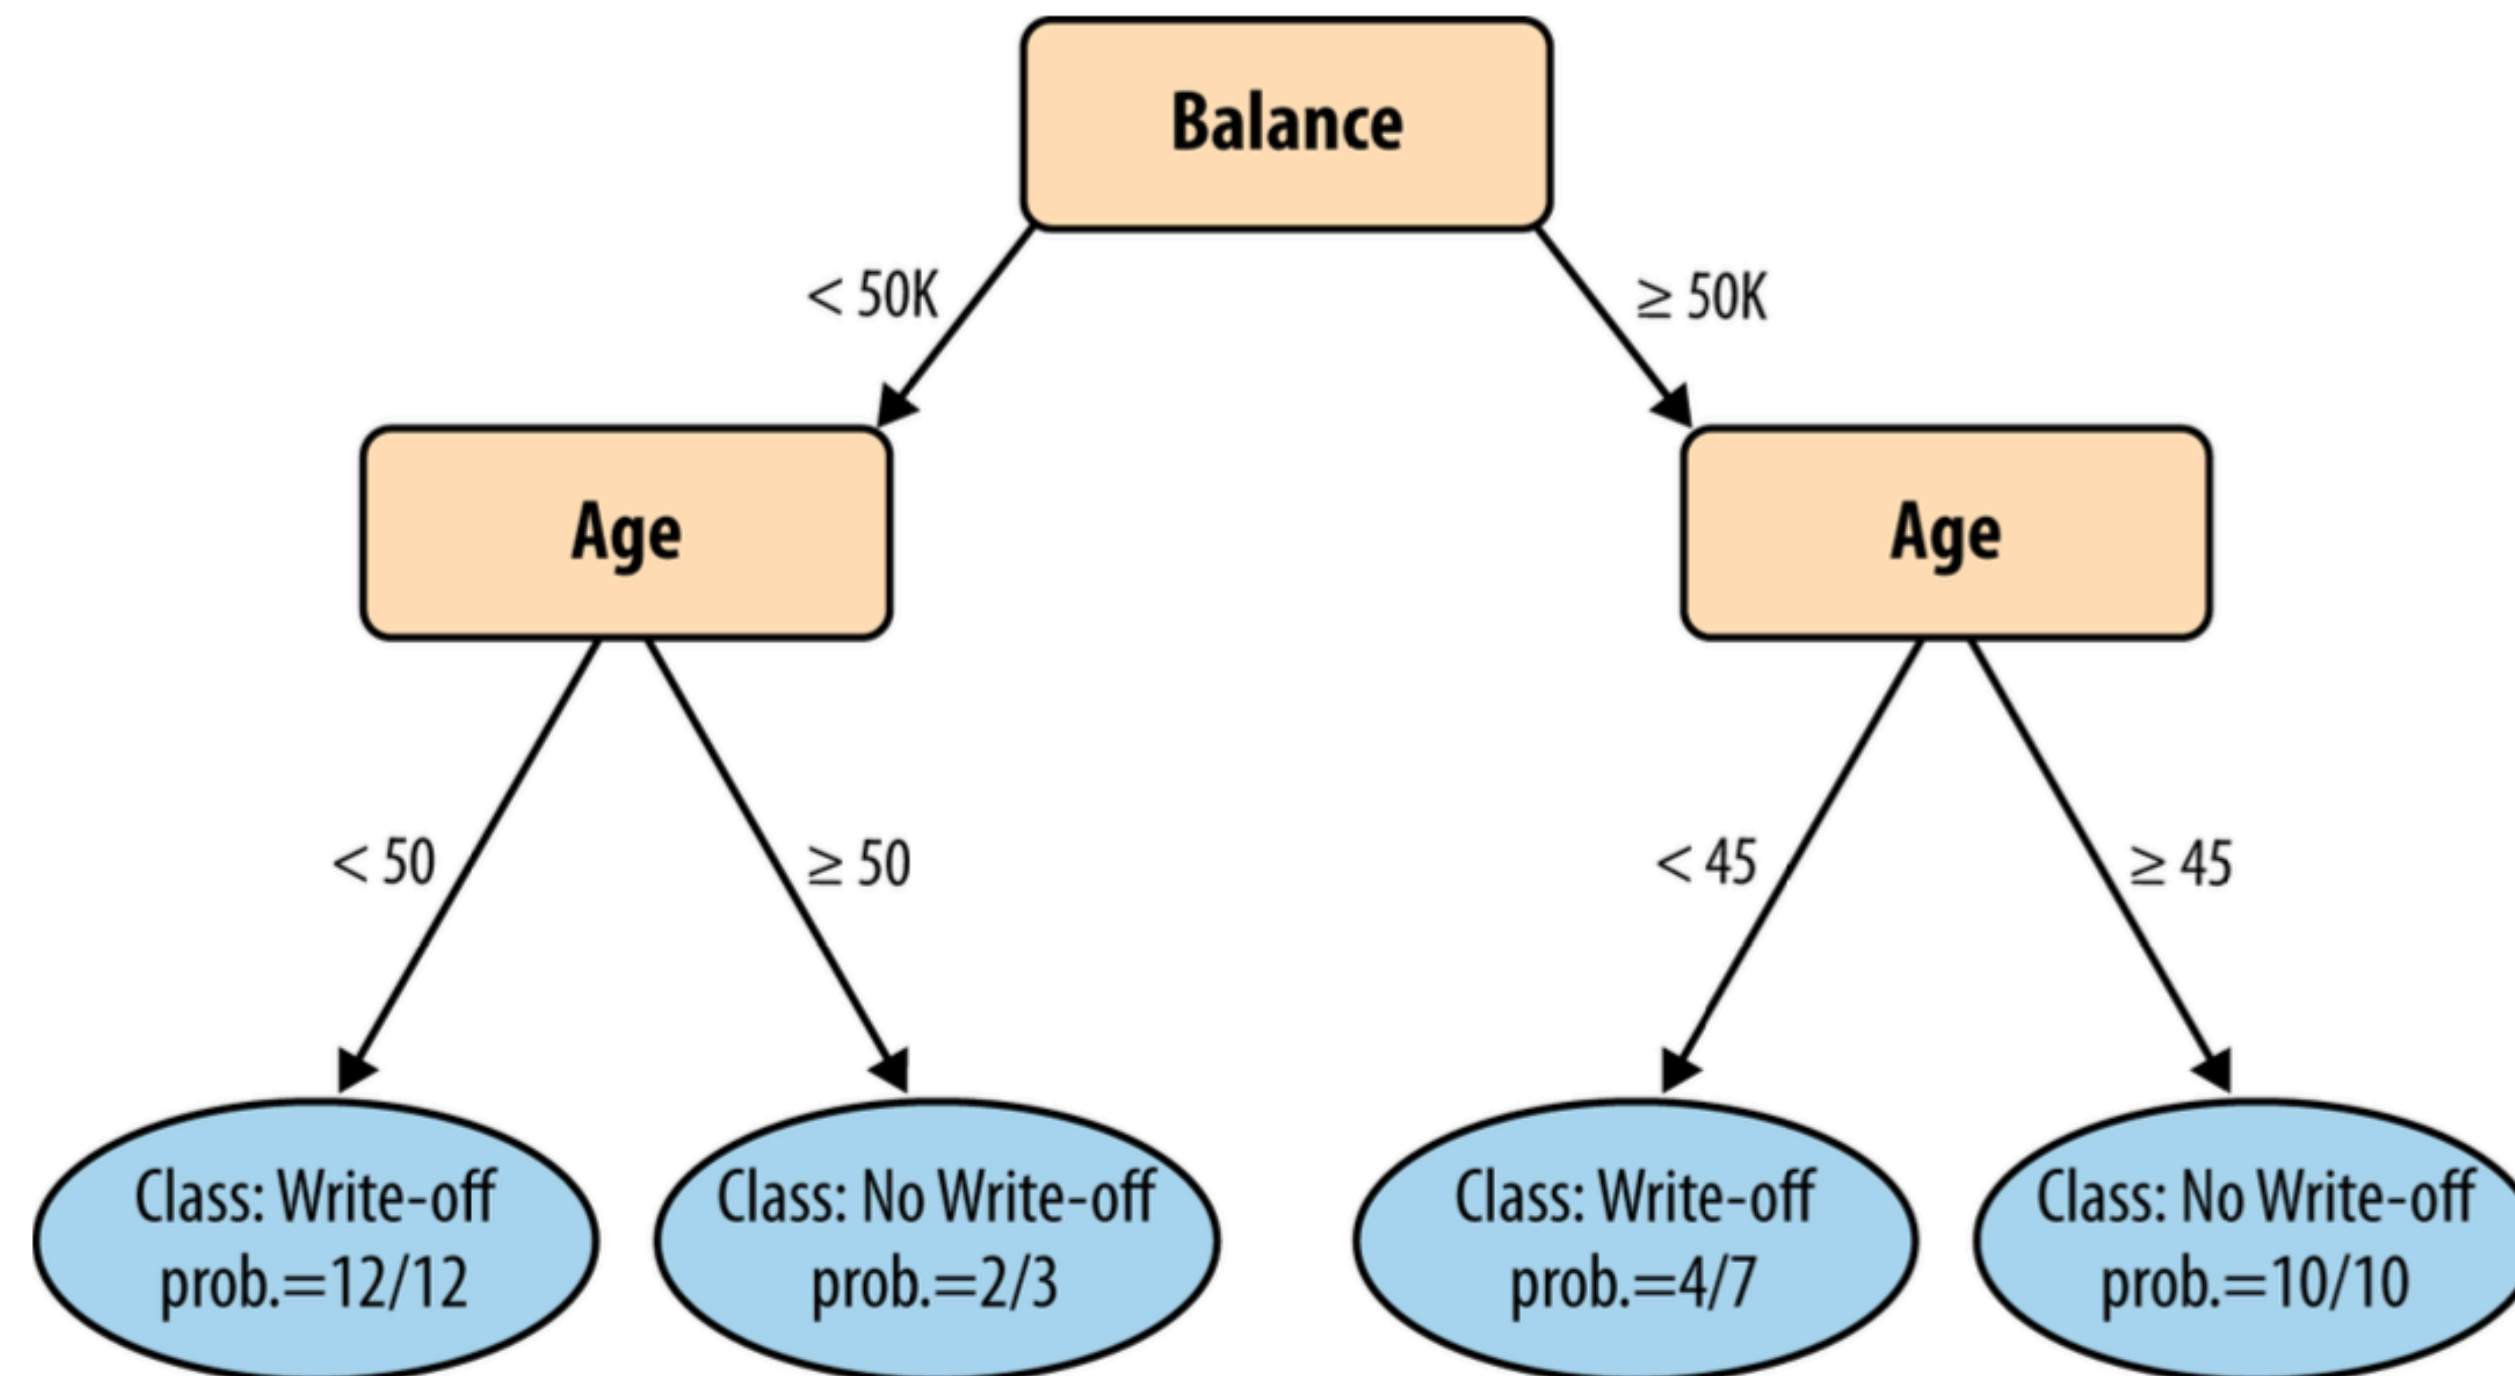 Balance
< 50K
≥ 50K
Age
Age
< 50
≥ 50
< 45
≥ 45
Class: Write-off
prob.=12/12
Class: No Write-off
prob.=2/3
Class: Write-off
prob.=4/7
Class: No Write-off
prob.=10/10